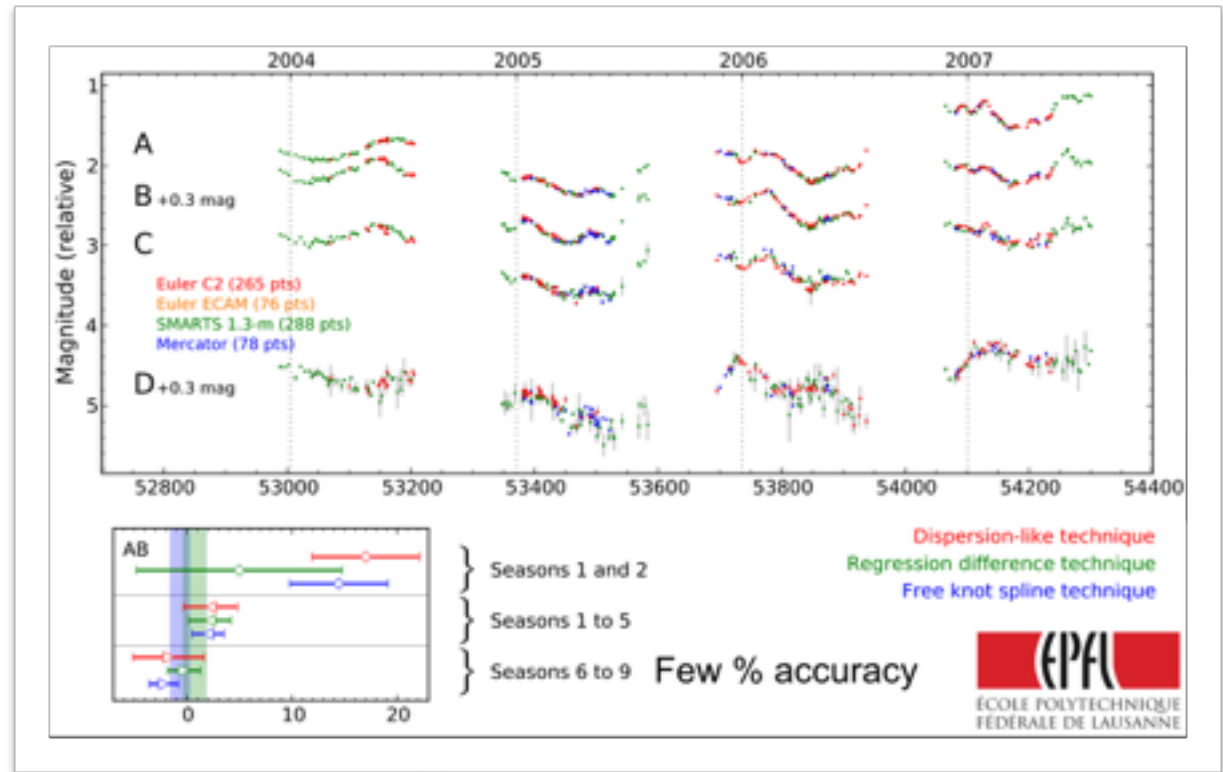 2004 2005 2006 2007
1
A
2
B +0.3 mag
3
C
Euler C2 (265 pts)
Euler ECAM (76 pts)
SMARTS 1.3-m (288 pts)
Mercator (78 pts)
4
D +0.3 mag
5
Magnitude (relative)
52800 53000 53200 53400 53600 53800 54000 54200 54400
AB
Seasons 1 and 2
Seasons 1 to 5
Seasons 6 to 9
0 10 20
Few % accuracy
Dispersion-like technique
Regression difference technique
Free knot spline technique
EPFL
ÉCOLE POLYTECHNIQUE
FÉDÉRALE DE LAUSANNE